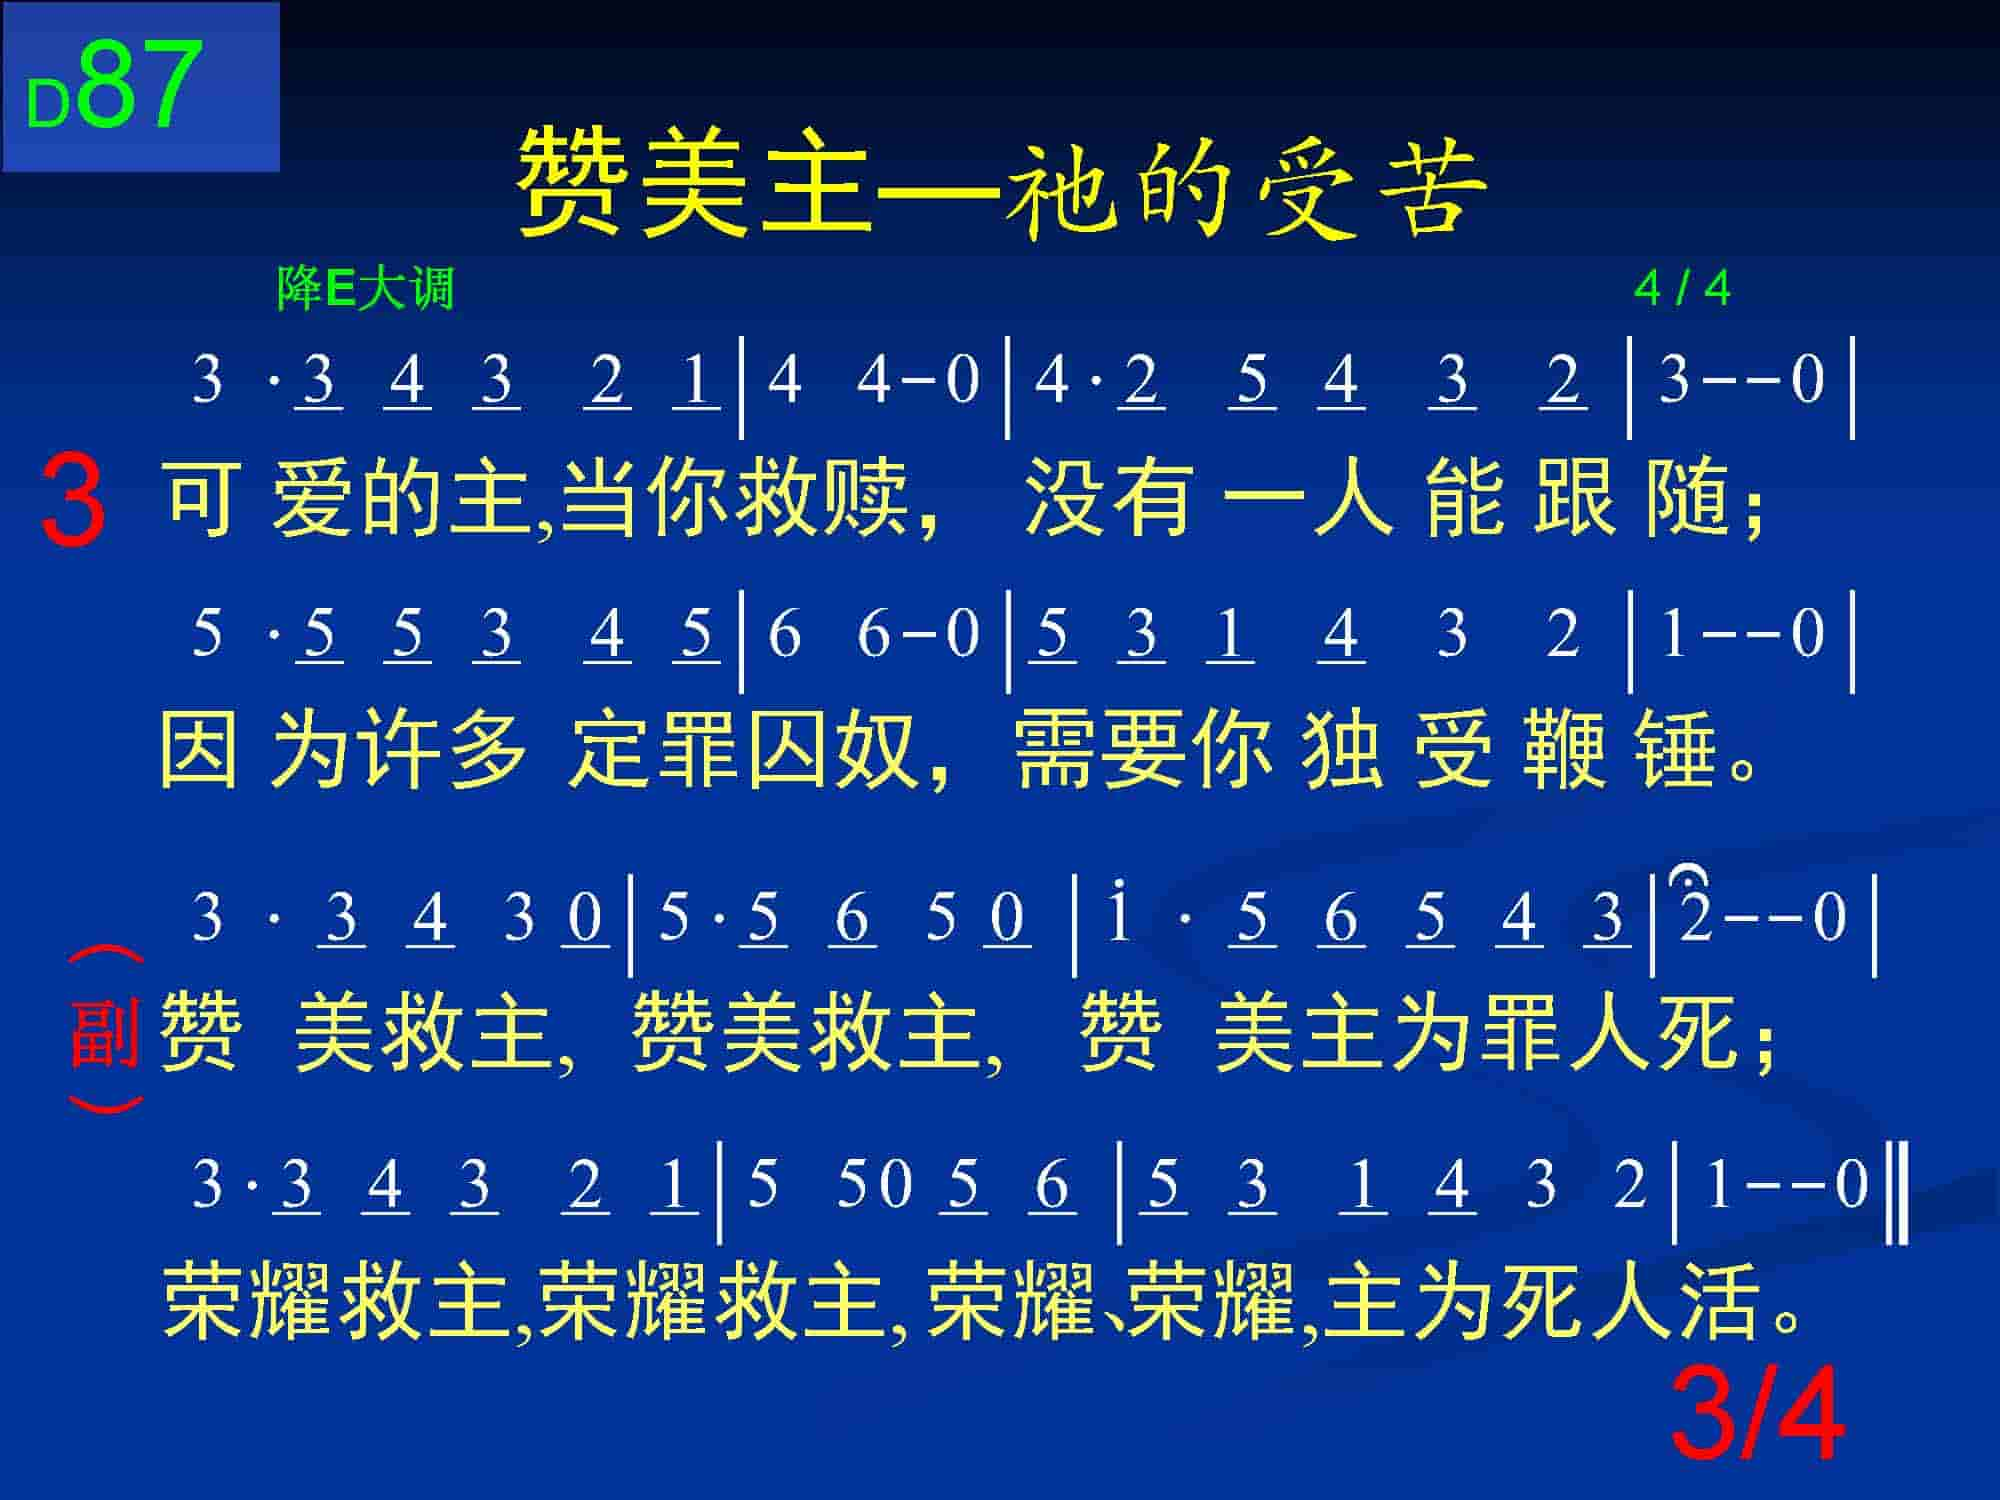 D87
赞美主—祂的受苦
降E大调 4 / 4
3 · 3 4 3 2 1 | 4 4 – 0 | 4 · 2 5 4 3 2 | 3 – – 0 |
3 可爱的主,当你救赎, 没有一人能跟随;
5 · 5 5 3 4 5 | 6 6 – 0 | 5 3 1 4 3 2 | 1 – – 0 |
因为许多定罪囚奴, 需要你独受鞭锤。
3 · 3 4 3 0 | 5 · 5 6 5 0 | i · 5 6 5 4 3 | 2 – – 0 |
(副) 赞美救主, 赞美救主, 赞美主为罪人死;
3 · 3 4 3 2 1 | 5 5 0 5 6 | 5 3 1 4 3 2 | 1 – – 0 ‖
荣耀救主,荣耀救主, 荣耀、荣耀,主为死人活。
3/4